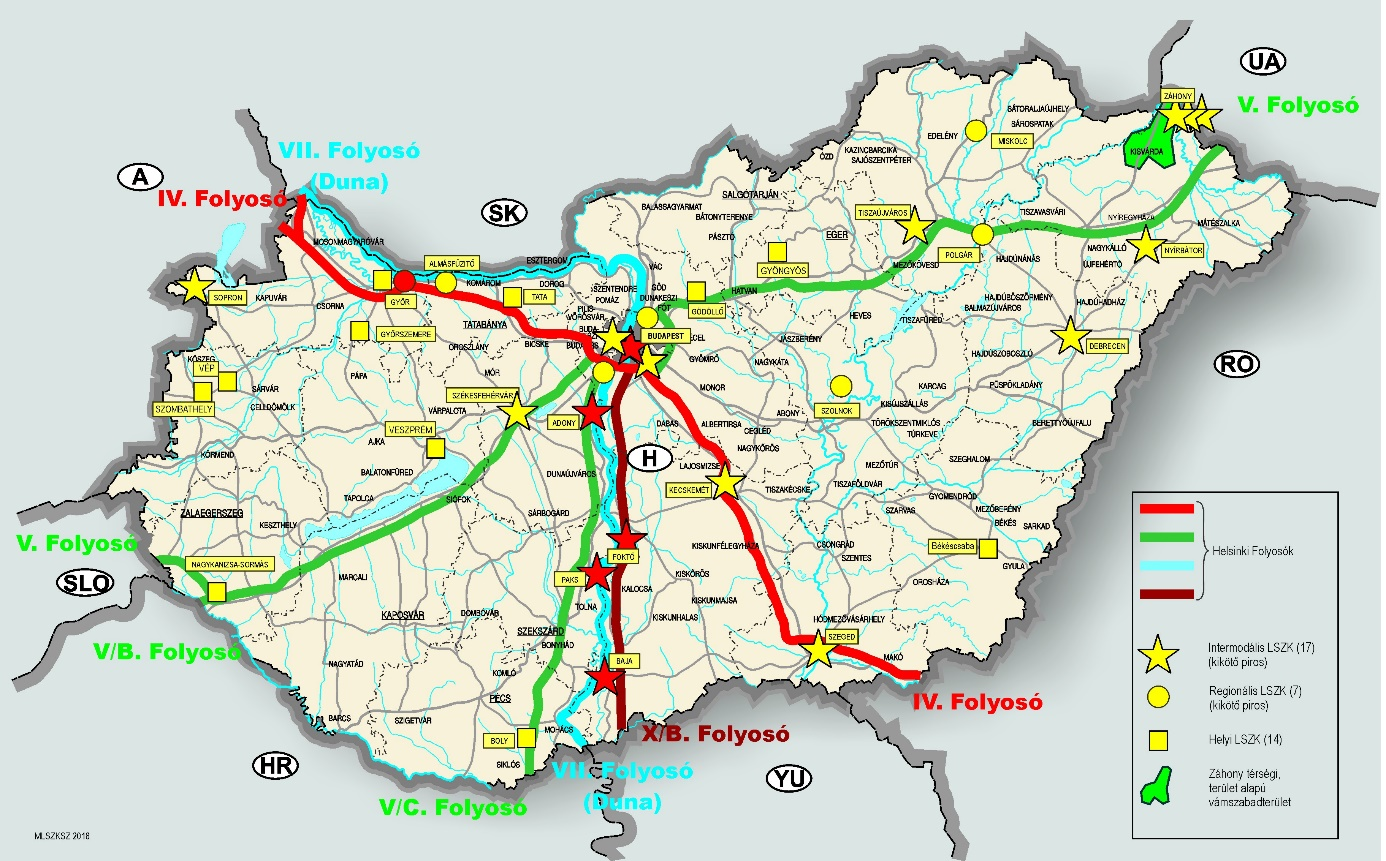 UA
V. Folyosó
ZÁHONY
KISVÁRDA
SÁTORALJAÚJHELY
SÁROSPATAK
EDELÉNY
MISKOLC
KAZINCBARCIKA
SAJÓSZENTPÉTER
ÓZD
VII. Folyosó
(Duna)
A
IV. Folyosó
SK
SALGÓTARJÁN
BALASSAGYARMAT
BÁTONYTERENYE
PÁSZTÓ
EGER
TISZAÚJVÁROS
TISZAVASVÁRI
NYÍREGYHÁZA
MÁTÉSZALKA
NYÍRBÁTOR
NAGYKÁLLÓ
ÚJFEHÉRTÓ
POLGÁR
HAJDÚNÁNÁS
MEZŐKÖVESD
GYÖNGYÖS
MOSONMAGYARÓVÁR
ALMÁSFÜZITŐ
ESZTERGOM
VÁC
SOPRON
KAPUVÁR
CSORNA
GYŐR
KOMÁROM
TATA
DOROG
SZENTENDRE
POMÁZ
GÖD
DUNAKESZI
FÓT
GÖDÖLLŐ
HATVAN
HAJDÚBÖSZÖRMÉNY
BALMAZÚJVÁROS
HAJDÚHADHÁZ
PILIS-
VÖRÖSVÁR
BUDA-
BUDAPEST
GYŐRSZEMERE
TATABÁNYA
OROSZLÁNY
BICSKE
HEVES
TISZAFÜRED
JÁSZBERÉNY
DEBRECEN
HAJDÚSZOBOSZLÓ
RO
GYÖMRŐ
NAGYKÁTA
MONOR
KŐSZEG
VÉP
SZOMBATHELY
SÁRVÁR
CELLDÖMÖLK
PÁPA
MÓR
SZÉKESFEHÉRVÁR
VÁRPALOTA
VESZPRÉM
AJKA
ADONY
DABAS
ALBERTIRSA
CEGLÉD
ABONY
SZOLNOK
KARCAG
KISÚJSZÁLLÁS
PÜSPÖKLADÁNY
TÖRÖKSZENTMIKLÓS
TÚRKEVE
BERETTYÓÚJFALU
NAGYKŐRÖS
KÖRMEND
BALATONFÜRED
TAPOLCA
SIÓFOK
DUNAÚJVÁROS
H
LAJOSMIZSE
KECSKEMÉT
TISZAKÉCSKE
MEZŐTÚR
TISZAFÖLDVÁR
SZEGHALOM
GYOMENDRŐD
MEZŐBERÉNY
BÉKÉS
SARKAD
SZARVAS
ZALAEGERSZEG
KESZTHELY
SÁRBOGÁRD
V. Folyosó
SLO
NAGYKANIZSA-SORMÁS
MARCALI
FOKTŐ
PAKS
KALOCSA
KISKUNFÉLEGYHÁZA
CSONGRÁD
SZENTES
Békéscsaba
GYULA
OROSHÁZA
KISKŐRÖS
KISKUNMAJSA
KISKUNHALAS
KAPOSVÁR
DOMBÓVÁR
TOLNA
SZEKSZÁRD
BONYHÁD
HÓDMEZŐVÁSÁRHELY
SZEGED
MAKÓ
V/B. Folyosó
NAGYATÁD
KOMLÓ
BAJA
PÉCS
BARCS
SZIGETVÁR
BOLY
MOHÁCS
SIKLÓS
IV. Folyosó
X/B. Folyosó
HR
VII. Folyosó
(Duna)
YU
V/C. Folyosó
Helsinki Folyosók
Intermodális LSZK (17)
(kikötő piros)
Regionális LSZK (7)
(kikötő piros)
Helyi LSZK (14)
Záhony térségi,
terület alapú
vámszabadterület
MLSZKSZ 2018